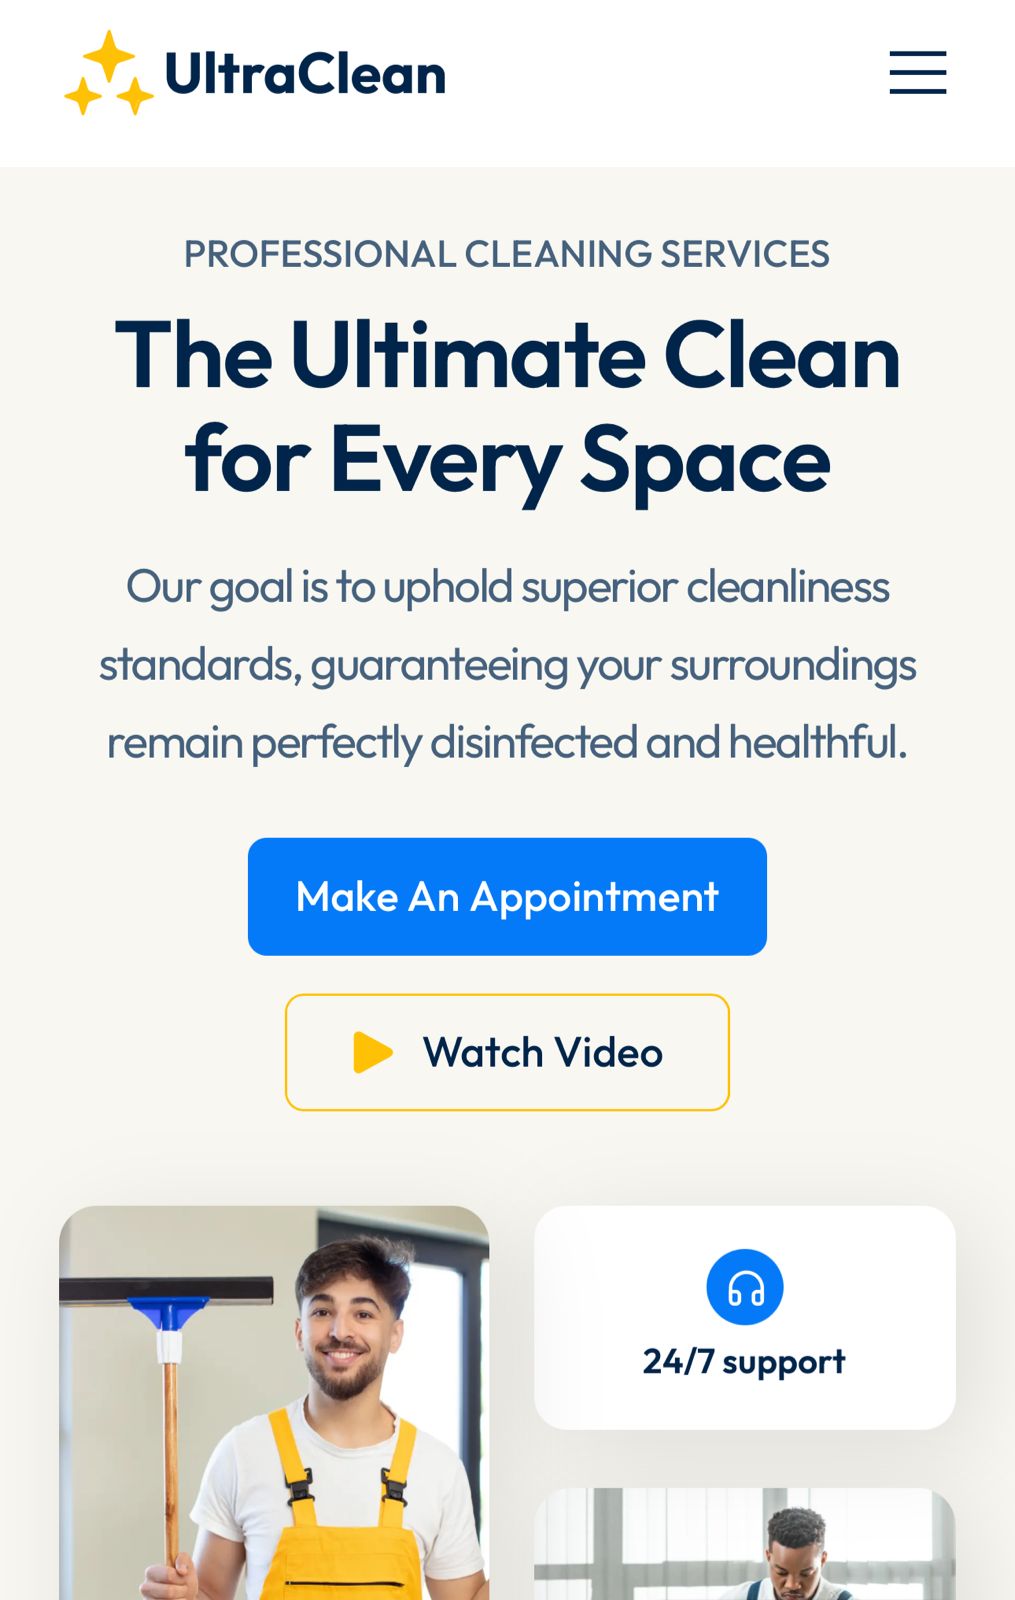 UltraClean
PROFESSIONAL CLEANING SERVICES
The Ultimate Clean
for Every Space
Our goal is to uphold superior cleanliness
standards, guaranteeing your surroundings
remain perfectly disinfected and healthful.
Make An Appointment
Watch Video
24/7 support